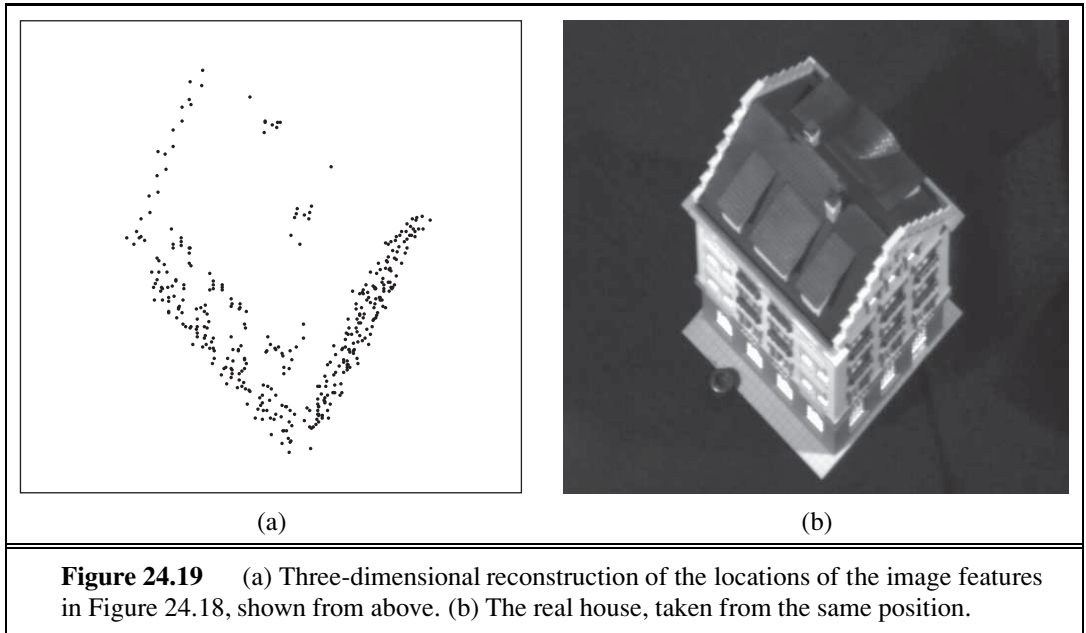 (a)
(b)
Figure 24.19 (a) Three-dimensional reconstruction of the locations of the image features
in Figure 24.18, shown from above. (b) The real house, taken from the same position.